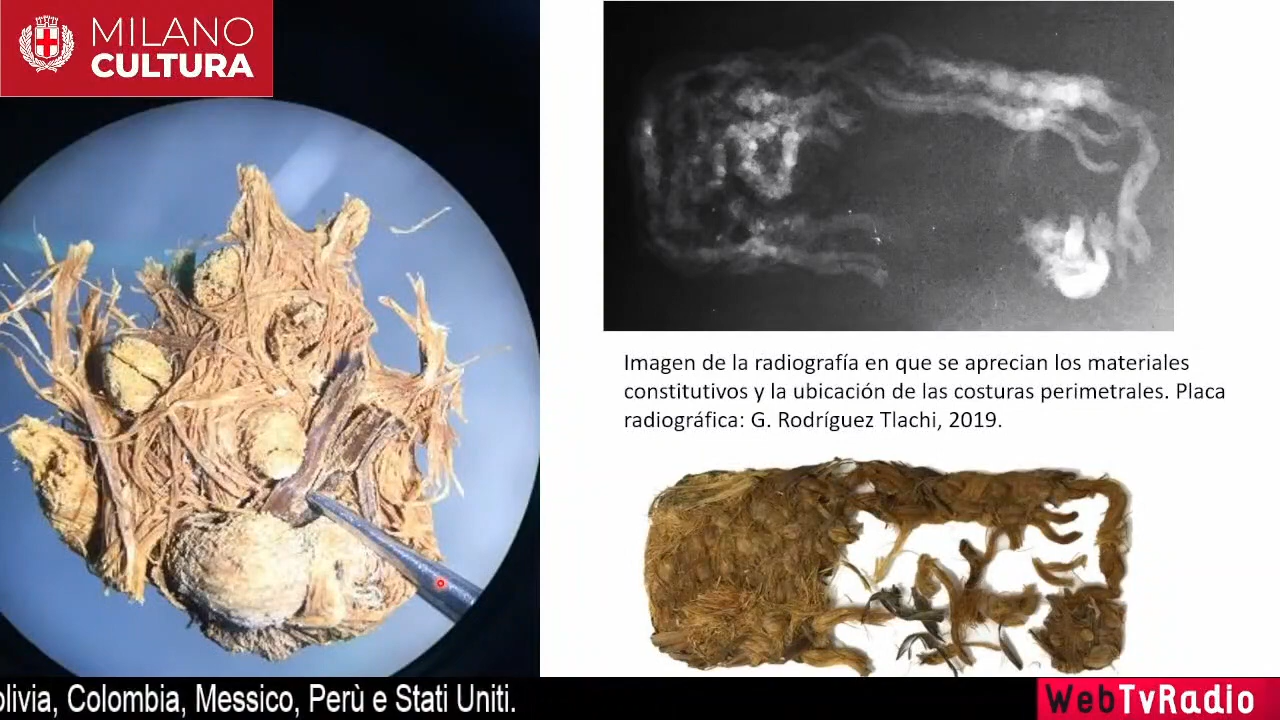 MILANO
CULTURA
Imagen de la radiografía en que se aprecian los materiales
constitutivos y la ubicación de las costuras perimetrales. Placa
radiográfica: G. Rodríguez Tlachi, 2019.
olivia, Colombia, Messico, Perù e Stati Uniti.
WebTvRadio